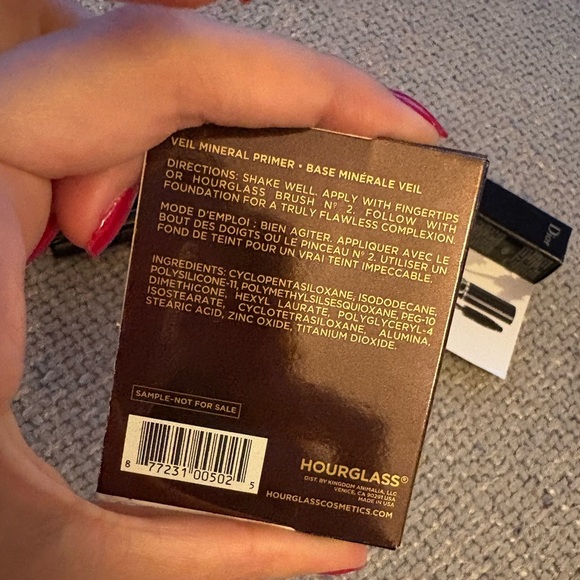 VEIL MINERAL PRIMER • BASE MINÉRALE VEIL
DIRECTIONS: SHAKE WELL. APPLY WITH FINGERTIPS
OR HOURGLASS BRUSH Nº 2. FOLLOW WITH
FOUNDATION FOR A TRULY FLAWLESS COMPLEXION.
MODE D'EMPLOI : BIEN AGITER. APPLIQUER AVEC LE
BOUT DES DOIGTS OU LE PINCEAU Nº 2. UTILISER UN
FOND DE TEINT POUR UN VRAI TEINT IMPECCABLE.
INGREDIENTS: CYCLOPENTASILOXANE, ISODODECANE,
POLYSILICONE-11, POLYMETHYLSILSESQUIOXANE, PEG-10
DIMETHICONE, HEXYL LAURATE, POLYGLYCERYL-4
ISOSTEARATE, CYCLOTETRASILOXANE, ALUMINA,
STEARIC ACID, ZINC OXIDE, TITANIUM DIOXIDE.
SAMPLE-NOT FOR SALE
8 77231 00502 5
HOURGLASS®
DIST. BY KINGDOM ANIMALIA, LLC.
VENICE, CA 90291 USA
MADE IN USA
HOURGLASSCOSMETICS.COM
Dior